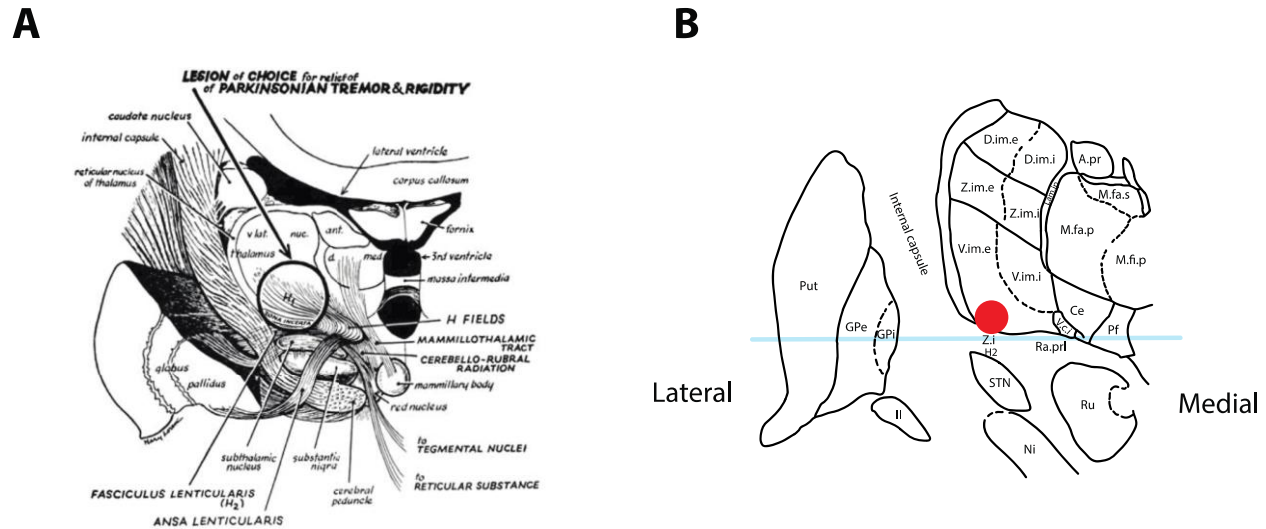 A
LESION of CHOICE for relief of
of PARKINSONIAN TREMOR & RIGIDITY
caudate nucleus
internal capsule
lateral ventricle
corpus callosum
reticular nucleus
of thalamus
v. lat. nuc. ant.
thalamus
d. med.
fornix
3rd ventricle
massa intermedia
H1
ZONA INCERTA
H FIELDS
MAMMILLOTHALAMIC
TRACT
CEREBELLO-RUBRAL
RADIATION
mammillary body
red nucleus
globus
pallidus
to
TEGMENTAL NUCLEI
subthalamic
nucleus
substantia
nigra
to
RETICULAR SUBSTANCE
cerebral
peduncle
FASCICULUS LENTICULARIS
(H2)
ANSA LENTICULARIS
B
D.im.e
D.im.i
A.pr
Z.im.e
Z.im.i
M.fa.s
Internal capsule
M.fa.p
V.im.e
V.im.i
M.fi.p
Put
GPe
GPi
Ce
Pf
Z.i
H2
Ra.prl
STN
Lateral
Medial
Il
Ru
Ni